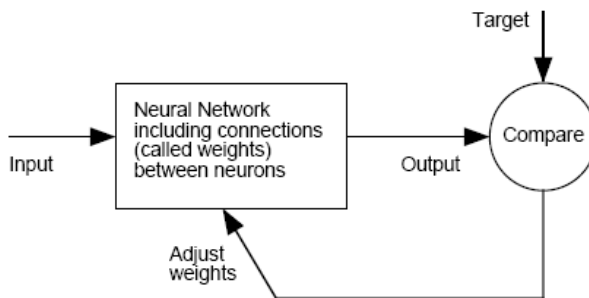 Target
Neural Network
including connections
(called weights)
between neurons
Compare
Input
Output
Adjust
weights